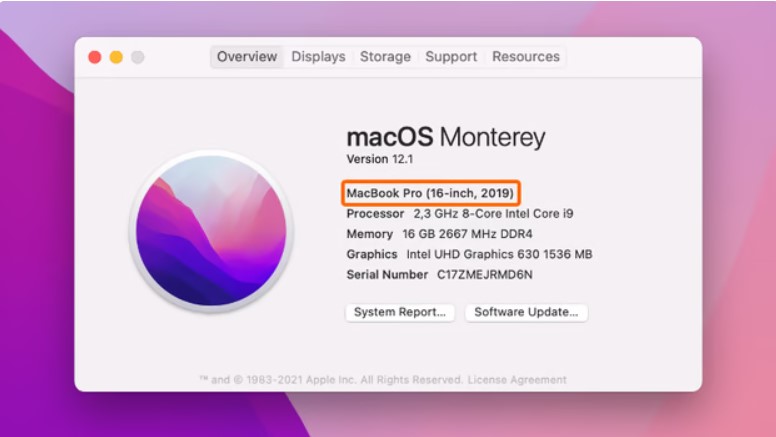 Overview Displays Storage Support Resources
macOS Monterey
Version 12.1
MacBook Pro (16-inch, 2019)
Processor 2,3 GHz 8-Core Intel Core i9
Memory 16 GB 2667 MHz DDR4
Graphics Intel UHD Graphics 630 1536 MB
Serial Number C17ZMEJRMD6N
System Report... Software Update...
™ and © 1983-2021 Apple Inc. All Rights Reserved. License Agreement